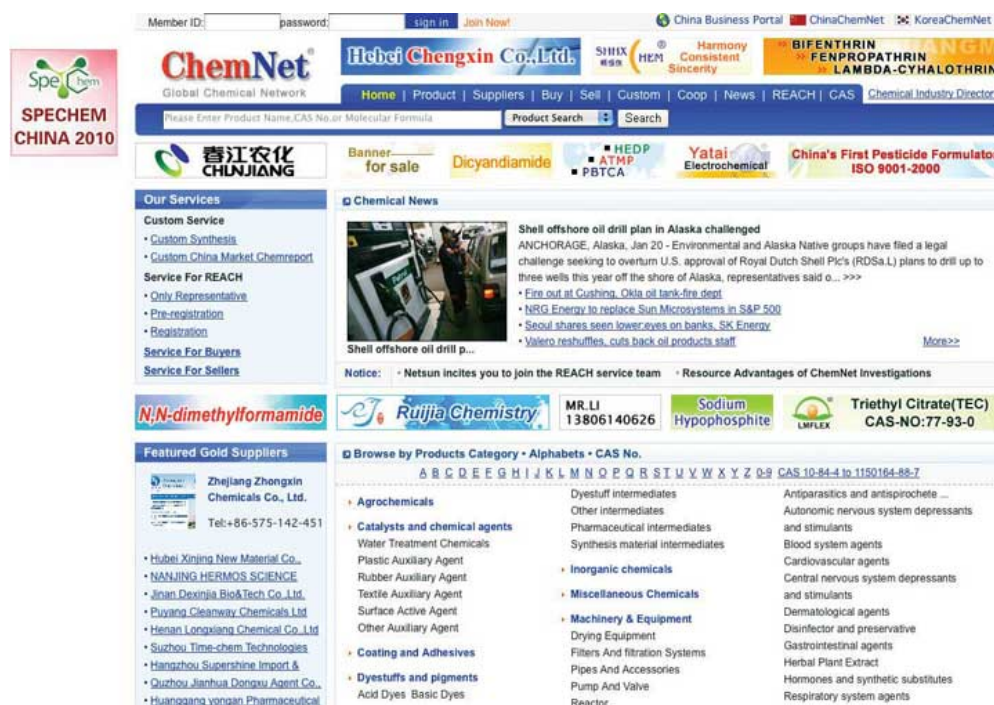 Member ID: password: sign in Join Now! China Business Portal ChinaChemNet KoreaChemNet
SpeChem
SPECHEM
CHINA 2010
ChemNet®
Global Chemical Network
Hebei Chengxin Co.,Ltd.
SHHX HEM ®
Harmony
Consistent
Sincerity
BIFENTHRIN
FENPROPATHRIN
LAMBDA-CYHALOTHRIN
Home | Product | Suppliers | Buy | Sell | Custom | Coop | News | REACH | CAS Chemical Industry Director
Please Enter Product Name,CAS No.or Molecular Formula Product Search Search
春江农化
CHUNJIANG
Banner
for sale
Dicyandiamide
HEDP
ATMP
PBTCA
Yatai
Electrochemical
China's First Pesticide Formulato
ISO 9001-2000
Our Services
Custom Service
• Custom Synthesis
• Custom China Market Chemreport
Service For REACH
• Only Representative
• Pre-registration
• Registration
Service For Buyers
Service For Sellers
Chemical News
Shell offshore oil drill p...
Shell offshore oil drill plan in Alaska challenged
ANCHORAGE, Alaska, Jan 20 - Environmental and Alaska Native groups have filed a legal
challenge seeking to overturn U.S. approval of Royal Dutch Shell Plc's (RDSa.L) plans to drill up to
three wells this year off the shore of Alaska, representatives said o... >>>
• Fire out at Cushing, Okla oil tank-fire dept
• NRG Energy to replace Sun Microsystems in S&P 500
• Seoul shares seen lower;eyes on banks, SK Energy
• Valero reshuffles, cuts back oil products staff More>>
Notice: • Netsun incites you to join the REACH service team • Resource Advantages of ChemNet Investigations
N,N-dimethylformamide
Ruijia Chemistry
MR.LI
13806140626
Sodium
Hypophosphite
LMFLEX
Triethyl Citrate(TEC)
CAS-NO:77-93-0
Featured Gold Suppliers
Zhejiang Zhongxin
Chemicals Co., Ltd.
Tel:+86-575-142-451
• Hubei Xinjing New Material Co.,
• NANJING HERMOS SCIENCE
• Jinan Dexinjia Bio&Tech Co.,Ltd.
• Puyang Cleanway Chemicals Ltd
• Henan Longxiang Chemical Co.,Ltd
• Suzhou Time-chem Technologies
• Hangzhou Supershine Import &
• Quzhou Jianhua Dongxu Agent Co.,
• Huanggang yongan Pharmaceutical
Browse by Products Category • Alphabets • CAS No.
A B C D E F G H I J K L M N O P Q R S T U V W X Y Z 0-9 CAS 10-84-4 to 1150164-88-7
Agrochemicals
Catalysts and chemical agents
Water Treatment Chemicals
Plastic Auxiliary Agent
Rubber Auxiliary Agent
Textile Auxiliary Agent
Surface Active Agent
Other Auxiliary Agent
Coating and Adhesives
Dyestuffs and pigments
Acid Dyes Basic Dyes
Dyestuff intermediates
Other intermediates
Pharmaceutical intermediates
Synthesis material intermediates
Inorganic chemicals
Miscellaneous Chemicals
Machinery & Equipment
Drying Equipment
Filters And filtration Systems
Pipes And Accessories
Pump And Valve
Reactor
Antiparasitics and antispirochete ...
Autonomic nervous system depressants
and stimulants
Blood system agents
Cardiovascular agents
Central nervous system depressants
and stimulants
Dermatological agents
Disinfector and preservative
Gastrointestinal agents
Herbal Plant Extract
Hormones and synthetic substitutes
Respiratory system agents